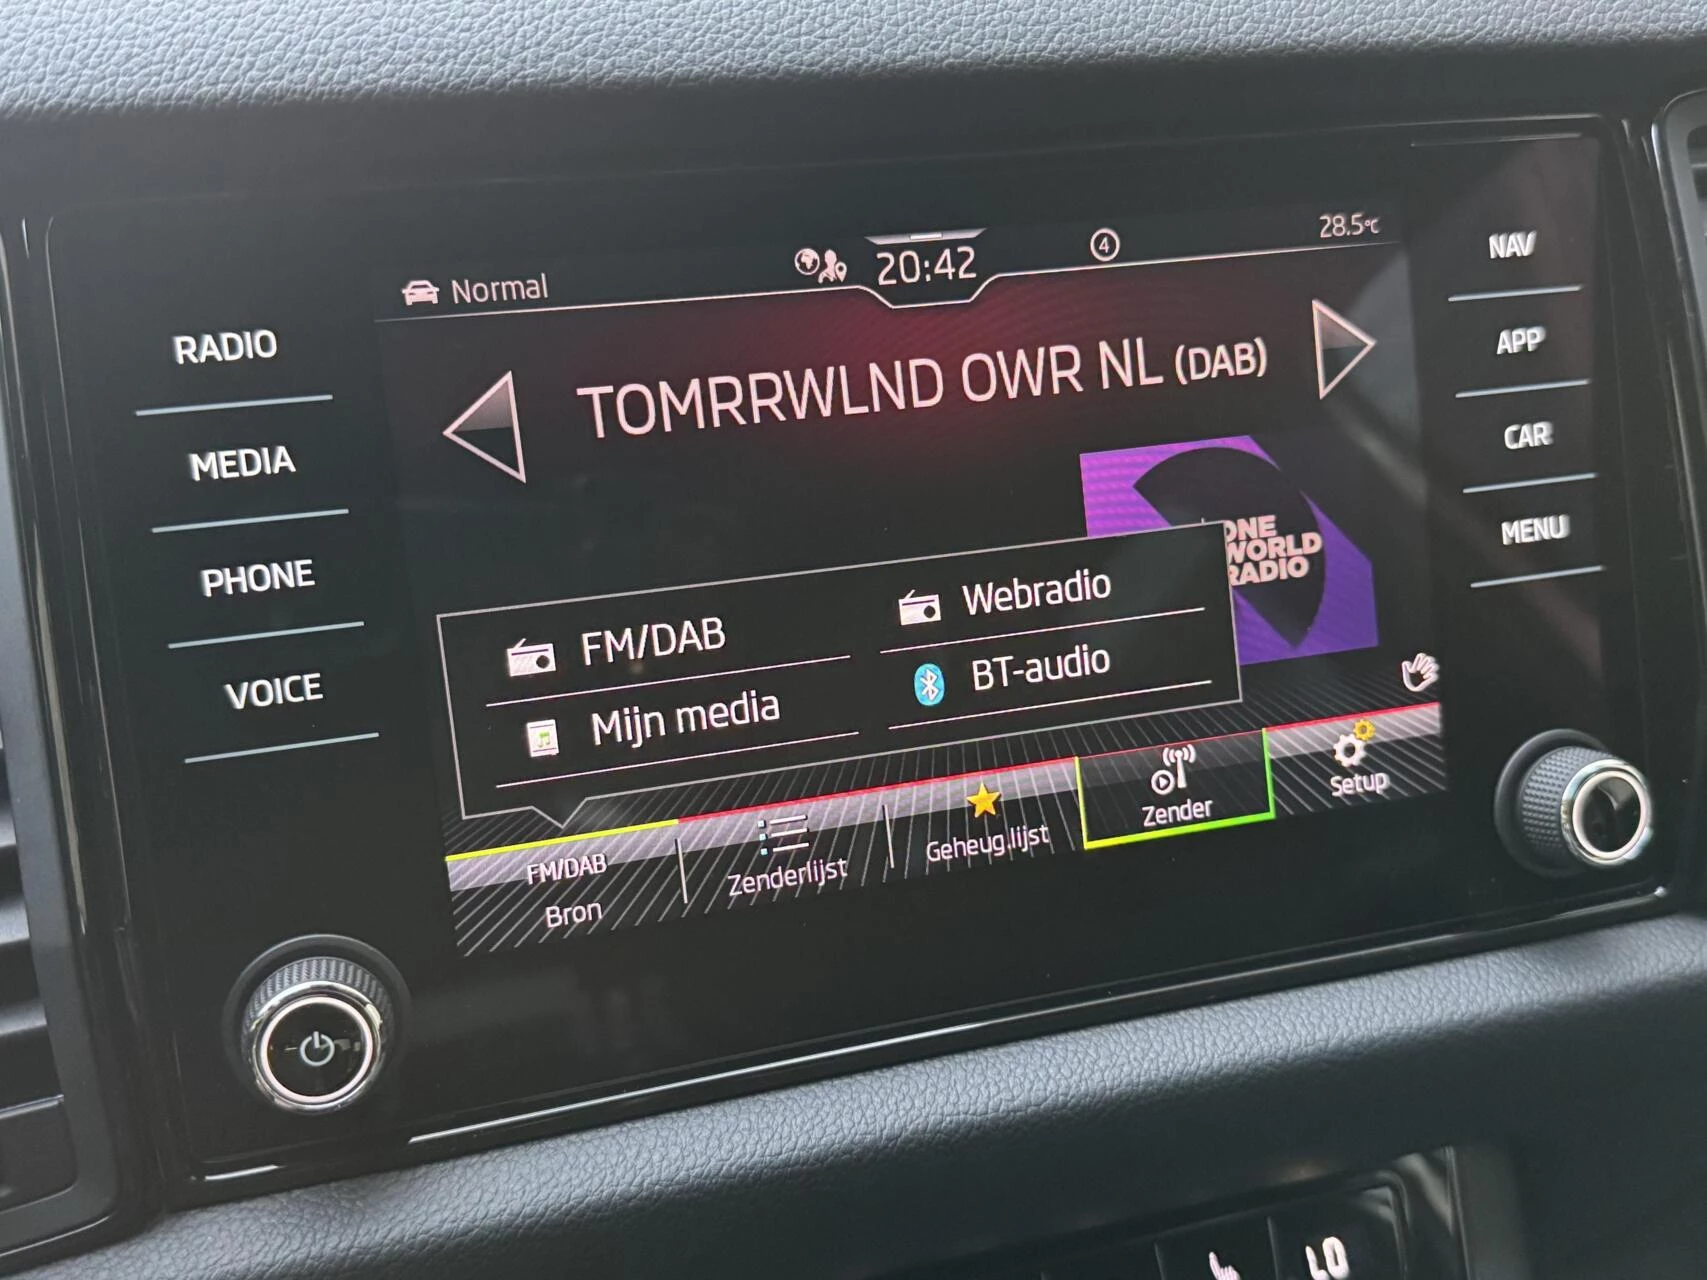 Normal
20:42
4
28.5°C
TOMRRWLND OWR NL (DAB)
ONE
WORLD
RADIO
FM/DAB
Webradio
Mijn media
BT-audio
FM/DAB
Bron
Zenderlijst
Geheug.lijst
Zender
Setup
RADIO
MEDIA
PHONE
VOICE
NAV
APP
CAR
MENU
LO